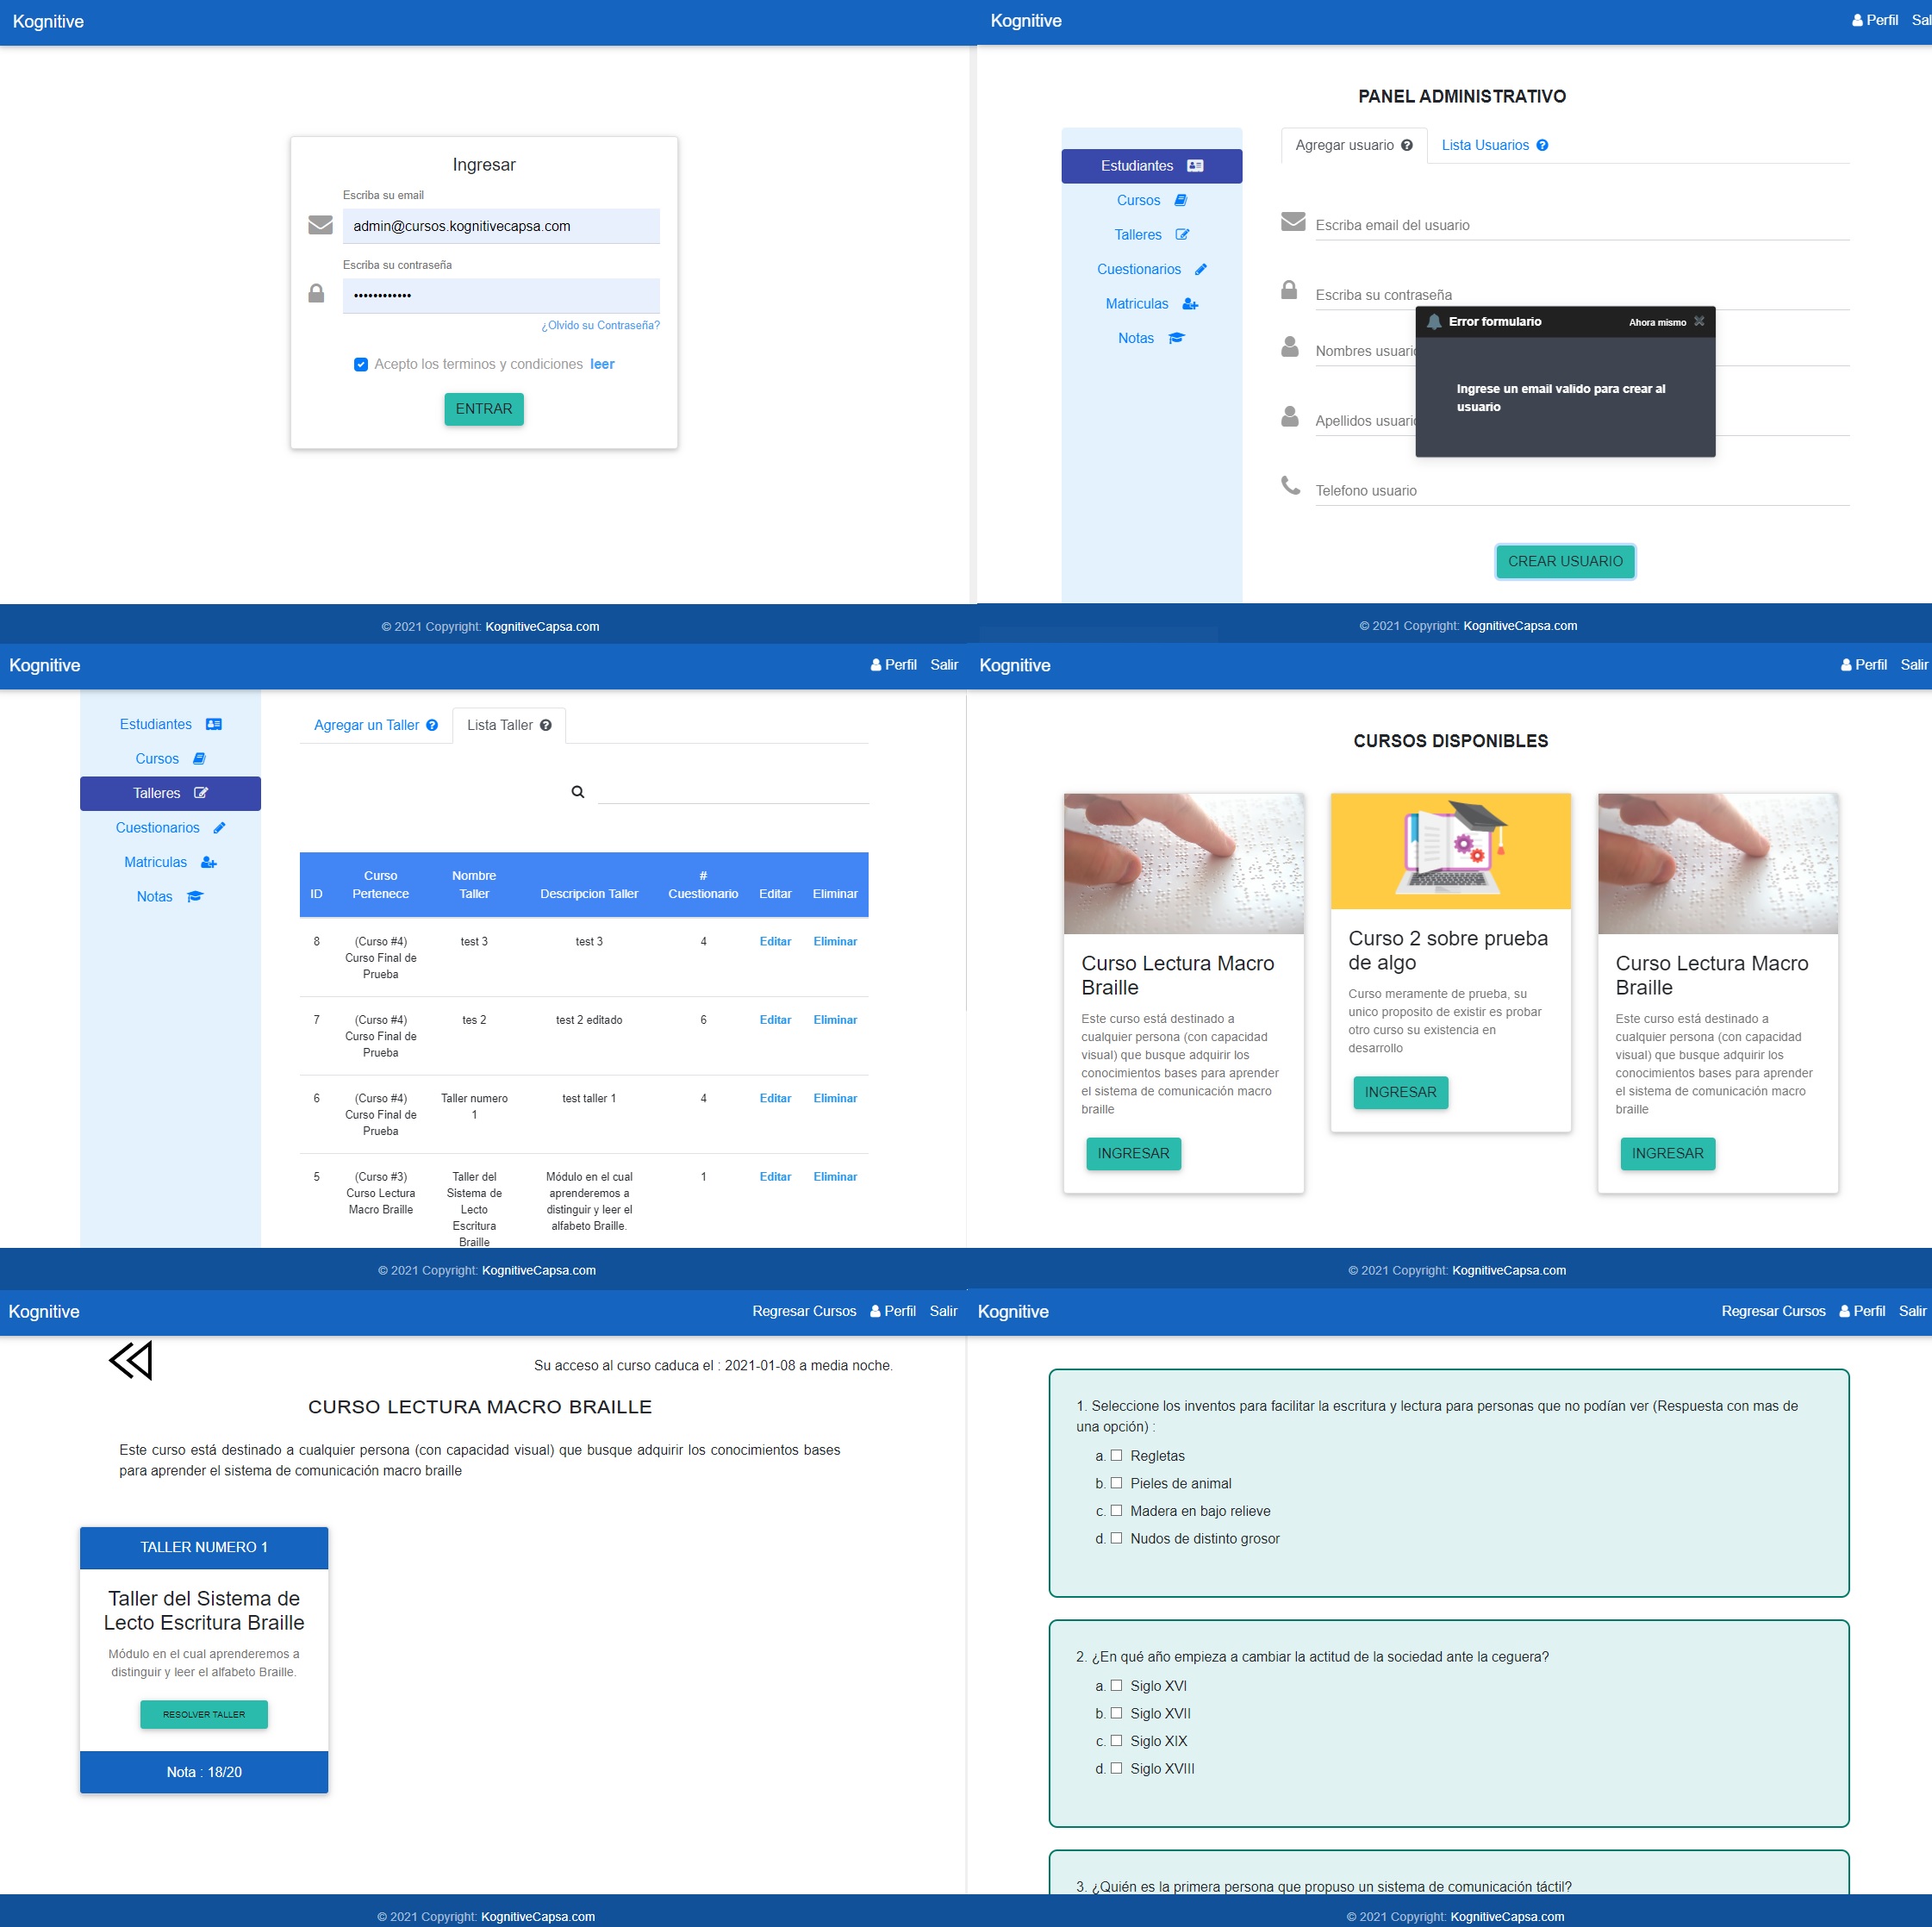 Kognitive
Ingresar
Escriba su email
admin@cursos.kognitivecapsa.com
Escriba su contraseña
••••••••••••
¿Olvido su Contraseña?
Acepto los terminos y condiciones leer
ENTRAR
© 2021 Copyright: KognitiveCapsa.com
Kognitive
Perfil Sal
PANEL ADMINISTRATIVO
Estudiantes
Cursos
Talleres
Cuestionarios
Matriculas
Notas
Agregar usuario
Lista Usuarios
Escriba email del usuario
Escriba su contraseña
Nombres usuario
Apellidos usuario
Telefono usuario
Error formulario Ahora mismo
Ingrese un email valido para crear al
usuario
CREAR USUARIO
© 2021 Copyright: KognitiveCapsa.com
Kognitive
Perfil Salir
Estudiantes
Cursos
Talleres
Cuestionarios
Matriculas
Notas
Agregar un Taller
Lista Taller
ID Curso Pertenece Nombre Taller Descripcion Taller # Cuestionario Editar Eliminar
8 (Curso #4) Curso Final de Prueba test 3 test 3 4 Editar Eliminar
7 (Curso #4) Curso Final de Prueba tes 2 test 2 editado 6 Editar Eliminar
6 (Curso #4) Curso Final de Prueba Taller numero 1 test taller 1 4 Editar Eliminar
5 (Curso #3) Curso Lectura Macro Braille Taller del Sistema de Lecto Escritura Braille Módulo en el cual aprenderemos a distinguir y leer el alfabeto Braille. 1 Editar Eliminar
© 2021 Copyright: KognitiveCapsa.com
Kognitive
Perfil Salir
CURSOS DISPONIBLES
Curso Lectura Macro
Braille
Este curso está destinado a
cualquier persona (con capacidad
visual) que busque adquirir los
conocimientos bases para aprender
el sistema de comunicación macro
braille
INGRESAR
Curso 2 sobre prueba
de algo
Curso meramente de prueba, su
unico proposito de existir es probar
otro curso su existencia en
desarrollo
INGRESAR
Curso Lectura Macro
Braille
Este curso está destinado a
cualquier persona (con capacidad
visual) que busque adquirir los
conocimientos bases para aprender
el sistema de comunicación macro
braille
INGRESAR
© 2021 Copyright: KognitiveCapsa.com
Kognitive
Regresar Cursos Perfil Salir
Su acceso al curso caduca el : 2021-01-08 a media noche.
CURSO LECTURA MACRO BRAILLE
Este curso está destinado a cualquier persona (con capacidad visual) que busque adquirir los conocimientos bases
para aprender el sistema de comunicación macro braille
TALLER NUMERO 1
Taller del Sistema de
Lecto Escritura Braille
Módulo en el cual aprenderemos a
distinguir y leer el alfabeto Braille.
RESOLVER TALLER
Nota : 18/20
© 2021 Copyright: KognitiveCapsa.com
Kognitive
Regresar Cursos Perfil Salir
1. Seleccione los inventos para facilitar la escritura y lectura para personas que no podían ver (Respuesta con mas de
una opción) :
a. Regletas
b. Pieles de animal
c. Madera en bajo relieve
d. Nudos de distinto grosor
2. ¿En qué año empieza a cambiar la actitud de la sociedad ante la ceguera?
a. Siglo XVI
b. Siglo XVII
c. Siglo XIX
d. Siglo XVIII
3. ¿Quién es la primera persona que propuso un sistema de comunicación táctil?
© 2021 Copyright: KognitiveCapsa.com